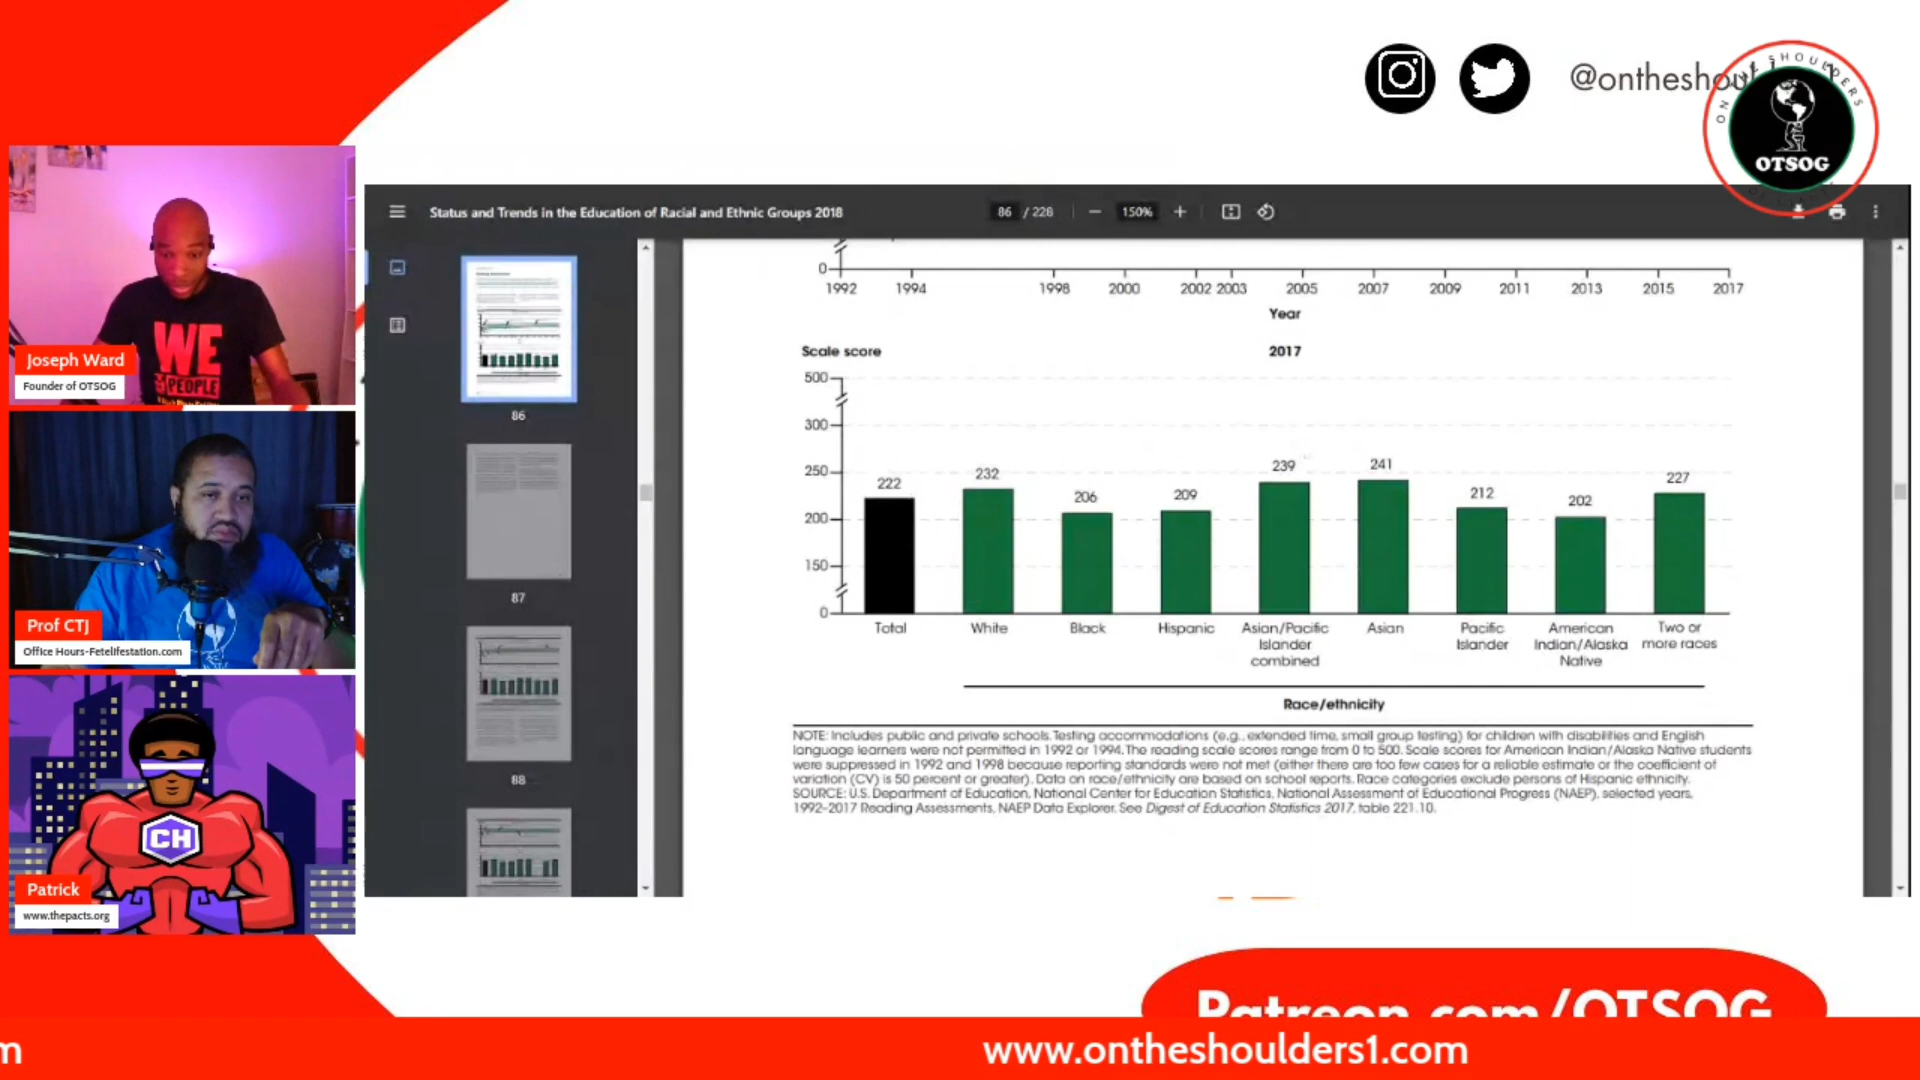 @ontheshoul
ON THE SHOULDERS
OTSOG
Joseph Ward
Founder of OTSOG
WE
PEOPLE
Prof CTJ
Office Hours-Fetelifestation.com
CH
Patrick
www.thepacts.org
Status and Trends in the Education of Racial and Ethnic Groups 2018
86 / 228
150%
86
87
88
0
1992 1994 1998 2000 2002 2003 2005 2007 2009 2011 2013 2015 2017
Year
Scale score
2017
500
300
250
200
150
0
222 232 206 209 239 241 212 202 227
Total White Black Hispanic Asian/Pacific Asian Pacific American Two or
Islander Islander Indian/Alaska more races
combined Native
Race/ethnicity
NOTE: Includes public and private schools. Testing accommodations (e.g., extended time, small group testing) for children with disabilities and English
language learners were not permitted in 1992 or 1994. The reading scale scores range from 0 to 500. Scale scores for American Indian/Alaska Native students
were suppressed in 1992 and 1998 because reporting standards were not met (either there are too few cases for a reliable estimate or the coefficient of
variation (CV) is 50 percent or greater). Data on race/ethnicity are based on school reports. Race categories exclude persons of Hispanic ethnicity.
SOURCE: U.S. Department of Education, National Center for Education Statistics, National Assessment of Educational Progress (NAEP), selected years,
1992–2017 Reading Assessments, NAEP Data Explorer. See Digest of Education Statistics 2017, table 221.10.
Patreon.com/OTSOG
m
www.ontheshoulders1.com